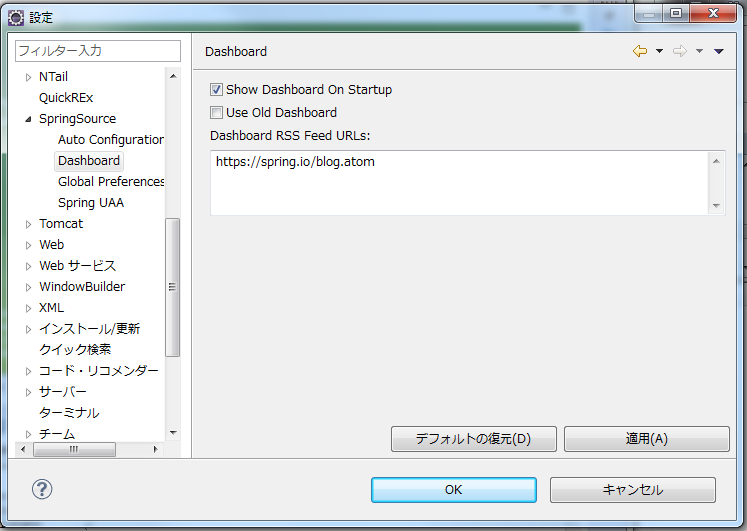 設定
フィルター入力
NTail
QuickREx
SpringSource
Auto Configuration
Dashboard
Global Preferences
Spring UAA
Tomcat
Web
Web サービス
WindowBuilder
XML
インストール/更新
クイック検索
コード・リコメンダー
サーバー
ターミナル
チーム
Dashboard
Show Dashboard On Startup
Use Old Dashboard
Dashboard RSS Feed URLs:
https://spring.io/blog.atom
デフォルトの復元(D)
適用(A)
OK
キャンセル